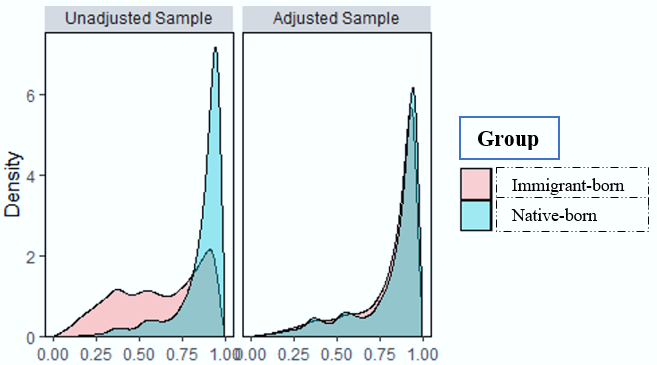 Unadjusted Sample
Adjusted Sample
Density
6
4
2
0
0.00 0.25 0.50 0.75 1.00
0.00 0.25 0.50 0.75 1.00
Group
Immigrant-born
Native-born